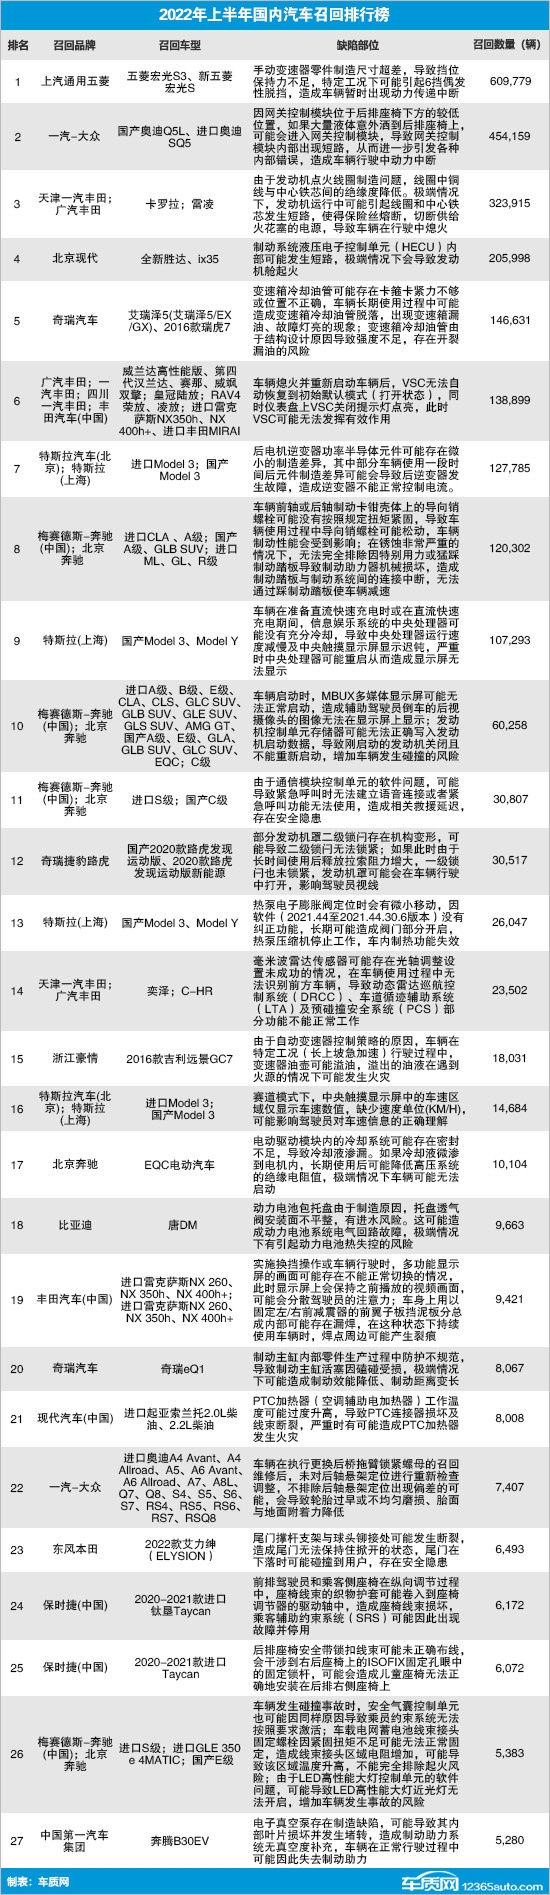 2022年上半年国内汽车召回排行榜
排名 召回品牌 召回车型 缺陷部位 召回数量（辆）
1 上汽通用五菱 五菱宏光S3、新五菱
宏光S 手动变速器零件制造尺寸超差，导致挡位
保持力不足，特定工况下可能引起6挡偶发
性脱挡，造成车辆暂时出现动力传递中断 609,779
2 一汽-大众 国产奥迪Q5L、进口奥迪
SQ5 因网关控制模块位于后排座椅下方的较低
位置，如果大量液体意外洒到后排座椅上，
可能会进入网关控制模块，导致网关控制
模块内部出现短路，从而进一步引发各种
内部错误，造成车辆行驶中动力中断 454,159
3 天津一汽丰田；
广汽丰田 卡罗拉；雷凌 由于发动机点火线圈制造问题，线圈中铜
线与中心铁芯间的绝缘度降低。极端情况
下，发动机运行中可能引起线圈和中心铁
芯发生短路，使得保险丝熔断，切断供给
火花塞的电源，导致车辆在行驶中熄火 323,915
4 北京现代 全新胜达、ix35 制动系统液压电子控制单元（HECU）内
部可能发生短路，极端情况下会导致发动
机舱起火 205,998
5 奇瑞汽车 艾瑞泽5(艾瑞泽5/EX
/GX)、2016款瑞虎7 变速箱冷却油管可能存在卡箍卡紧力不够
或位置不正确，车辆长期使用过程中可能
造成变速箱冷却油管脱落，出现变速箱漏
油、故障灯亮的现象；变速箱冷却油管由
于结构设计原因导致强度不足，存在开裂
漏油的风险 146,631
6 广汽丰田；一
汽丰田；四川
一汽丰田；丰
田汽车(中国) 威兰达高性能版、第四
代汉兰达、赛那、威飒
双擎；皇冠陆放；RAV4
荣放、凌放；进口雷克
萨斯NX350h、NX
400h+、进口丰田MIRAI 车辆熄火并重新启动车辆后，VSC无法自
动恢复到初始默认模式（打开状态），同
时仪表盘上VSC关闭提示灯点亮，此时
VSC可能无法发挥有效作用 138,899
7 特斯拉汽车(北
京)；特斯拉
(上海) 进口Model 3；国产
Model 3 后电机逆变器功率半导体元件可能存在微
小的制造差异，其中部分车辆使用一段时
间后元件制造差异可能会导致后逆变器发
生故障，造成逆变器不能正常控制电流。 127,785
8 梅赛德斯-奔驰
(中国)；北京
奔驰 进口CLA 、A级；国产
A级、GLB SUV；进口
ML、GL、R级 车辆前轴或后轴制动卡钳壳体上的导向销
螺栓可能没有按照规定扭矩紧固，导致车
辆使用过程中导向销螺栓可能松动，车辆
制动性能会受到影响；在锈蚀非常严重的
情况下，无法完全排除因特别用力或猛踩
制动踏板导致制动助力器机械损坏，造成
制动踏板与制动系统间的连接中断，无法
通过踩制动踏板使车辆减速 120,302
9 特斯拉(上海) 国产Model 3、Model Y 车辆在准备直流快速充电时或在直流快速
充电期间，信息娱乐系统的中央处理器可
能没有充分冷却，导致中央处理器运行速
度减慢及中央触摸显示屏显示迟钝，严重
时中央处理器可能重启从而造成显示屏无
法显示 107,293
10 梅赛德斯-奔驰
(中国)；北京
奔驰 进口A级、B级、E级、
CLA、CLS、GLC SUV、
GLB SUV、GLE SUV、
GLS SUV、AMG GT、
国产A级、E级、GLA、
GLB SUV、GLC SUV、
EQC；C级 车辆启动时，MBUX多媒体显示屏可能无
法正常启动，造成辅助驾驶员倒车的后视
摄像头的图像无法在显示屏上显示；发动
机控制单元存储器可能无法正确写入发动
机启动数据，导致刚启动的发动机关闭且
不能重新启动，增加车辆发生碰撞的风险 60,258
11 梅赛德斯-奔驰
(中国)；北京
奔驰 进口S级；国产C级 由于通信模块控制单元的软件问题，可能
导致紧急呼叫时无法建立语音连接或者紧
急呼叫功能无法使用，造成相关救援延迟，
存在安全隐患 30,807
12 奇瑞捷豹路虎 国产2020款路虎发现
运动版、2020款路虎
发现运动版新能源 部分发动机罩二级锁闩存在机构变形，可
能导致二级锁闩无法锁紧；如果此时由于
长时间使用后释放拉索阻力增大，一级锁
闩也未锁紧，发动机罩可能会在车辆行驶
中打开，影响驾驶员视线 30,517
13 特斯拉(上海) 国产Model 3、Model Y 热泵电子膨胀阀定位时会有微小移动，因
软件（2021.44至2021.44.30.6版本）没有
纠正功能，长期可能造成阀门部分开启，
热泵压缩机停止工作，车内制热功能失效 26,047
14 天津一汽丰田；
广汽丰田 奕泽；C-HR 毫米波雷达传感器可能存在光轴调整设
置未成功的情况，在车辆使用过程中无
法识别前方车辆，导致动态雷达巡航控
制系统（DRCC）、车道循迹辅助系统
（LTA）及预碰撞安全系统（PCS）部
分功能不能正常工作 23,502
15 浙江豪情 2016款吉利远景GC7 由于自动变速器控制策略的原因，车辆在
特定工况（长上坡急加速）行驶过程中，
变速器油壶可能溢油，溢出的油液在遇到
火源的情况下可能发生火灾 18,031
16 特斯拉汽车(北
京)；特斯拉
(上海) 进口Model 3；
国产Model 3 赛道模式下，中央触摸显示屏中的车速区
域仅显示车速数值，缺少速度单位(KM/H)，
可能影响驾驶员对车速信息的正确理解 14,684
17 北京奔驰 EQC电动汽车 电动驱动模块内的冷却系统可能存在密封
不足，导致冷却液渗漏。如果冷却液微渗
到电机内，长期使用后可能降低高压系统
的绝缘电阻值，极端情况下车辆可能无法
启动 10,104
18 比亚迪 唐DM 动力电池包托盘由于制造原因，托盘透气
阀安装面不平整，有进水风险。这可能造
成动力电池系统电气回路故障，极端情况
下有引起动力电池热失控的风险 9,663
19 丰田汽车(中国) 进口雷克萨斯NX 260、
NX 350h、NX 400h+；
进口雷克萨斯NX 260、
NX 350h、NX 400h+ 实施换挡操作或车辆行驶时，多功能显示
屏的画面可能存在不能正常切换的情况，
此时显示屏上会保持之前播放的视频画面，
可能会分散驾驶员的注意力；车身上用以
固定左/右前减震器的前翼子板挡泥板分总
成内部可能存在漏焊，在这种状态下持续
使用车辆时，焊点周边可能产生裂痕 9,421
20 奇瑞汽车 奇瑞eQ1 制动主缸内部零件生产过程中防护不规范，
导致制动主缸活塞因磕碰受损，极端情况
下可能造成制动效能降低、制动距离变长 8,067
21 现代汽车(中国) 进口起亚索兰托2.0L柴
油、2.2L柴油 PTC加热器（空调辅助电加热器）工作温
度可能过度升高，导致PTC连接器损坏及
线束断裂，严重时有可能造成PTC加热器
发生火灾 8,008
22 一汽-大众 进口奥迪A4 Avant、A4
Allroad、A5、A6 Avant、
A6 Allroad、A7、A8L、
Q7、Q8、S4、S5、S6、
S7、RS4、RS5、RS6、
RS7、RSQ8 车辆在执行更换后桥拖臂锁紧螺母的召回
维修后，未对后轴悬架定位进行重新检查
调整，不排除后轴悬架定位出现偏差的可
能，会导致轮胎过早或不均匀磨损、胎面
与地面附着力降低 7,407
23 东风本田 2022款艾力绅
（ELYSION） 尾门撑杆支架与球头铆接处可能发生断裂，
造成尾门无法保持住掀开的状态，尾门在
下落时可能碰撞到用户，存在安全隐患 6,493
24 保时捷(中国) 2020-2021款进口
钛垦Taycan 前排驾驶员和乘客侧座椅在纵向调节过程
中，座椅线束的织物护套可能卷入到座椅
调节器的驱动轴中，造成座椅线束损坏，
乘客辅助约束系统（SRS）可能因此出现
故障并停用 6,172
25 保时捷(中国) 2020-2021款进口
Taycan 后排座椅安全带锁扣线束可能未正确布线，
会干涉到右后座椅上的ISOFIX固定孔眼中
的固定锁杆，可能会造成儿童座椅无法正
确地安装在后排右侧座椅上 6,072
26 梅赛德斯-奔驰
(中国)；北京
奔驰 进口S级；进口GLE 350
e 4MATIC；国产E级 车辆发生碰撞事故时，安全气囊控制单元
也可能因同样原因导致乘员约束系统无法
按照要求激活；车载电网蓄电池线束接头
固定螺栓因紧固扭矩不足可能无法正常固
定，造成线束接头区域电阻增加，可能导
致该区域温度升高，不能完全排除起火风
险；由于LED高性能大灯控制单元的软件
问题，可能导致LED高性能大灯近光灯无
法开启，增加车辆发生事故的风险 5,383
27 中国第一汽车
集团 奔腾B30EV 电子真空泵存在制造缺陷，可能导致其内
部叶片损坏并发生堵转，造成制动助力系
统无真空度补充，车辆在正常行驶过程中
可能因此失去制动助力 5,280
制表：车质网 车质网 12365auto.com